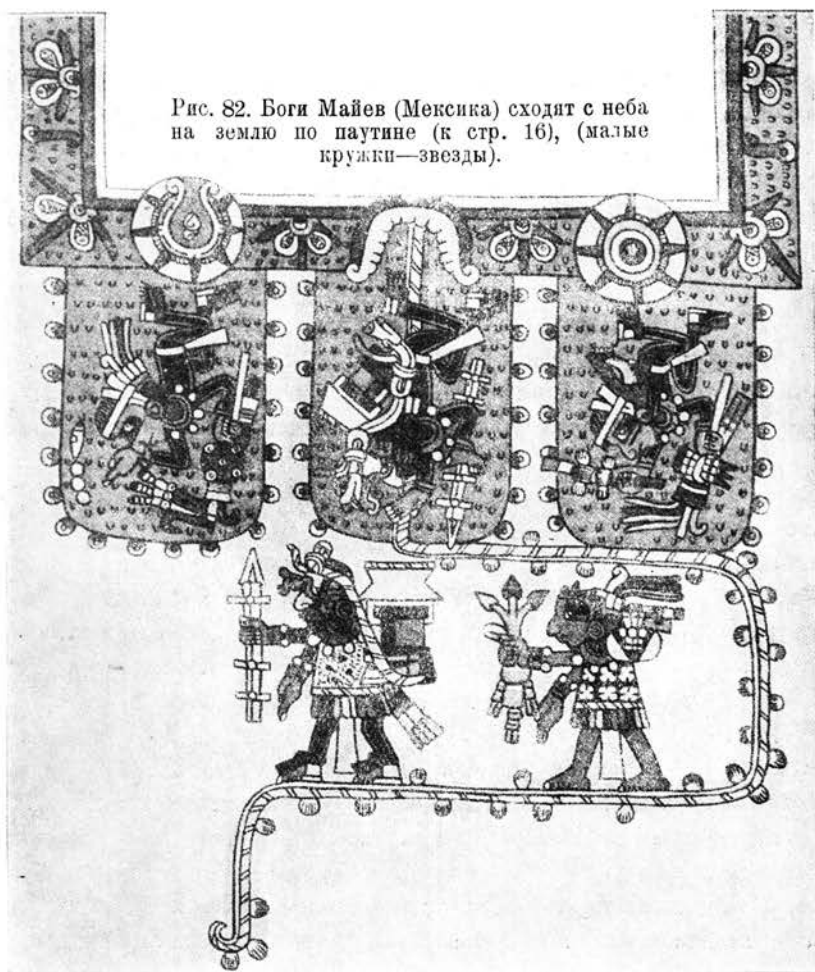 Рис. 82. Боги Майев (Мексика) сходят с неба
на землю по паутине (к стр. 16), (малые
кружки—звезды).